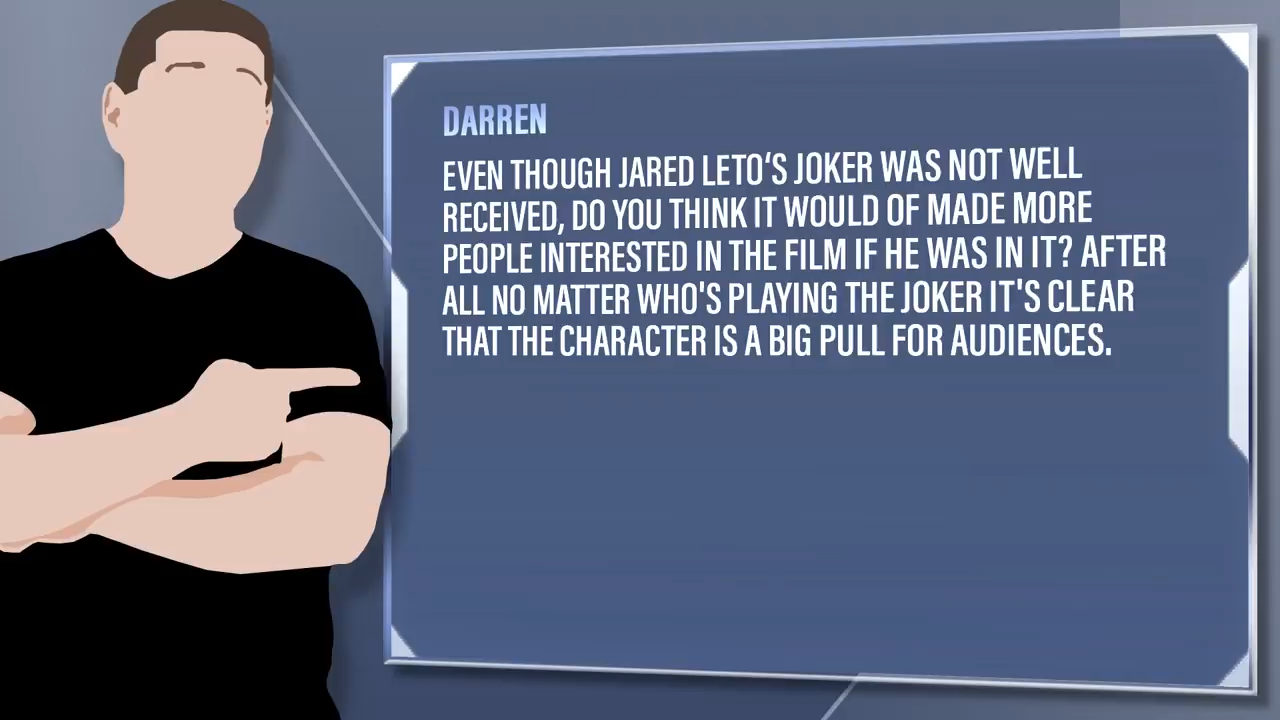 DARREN
EVEN THOUGH JARED LETO‘S JOKER WAS NOT WELL
RECEIVED, DO YOU THINK IT WOULD OF MADE MORE
PEOPLE INTERESTED IN THE FILM IF HE WAS IN IT? AFTER
ALL NO MATTER WHO'S PLAYING THE JOKER IT'S CLEAR
THAT THE CHARACTER IS A BIG PULL FOR AUDIENCES.